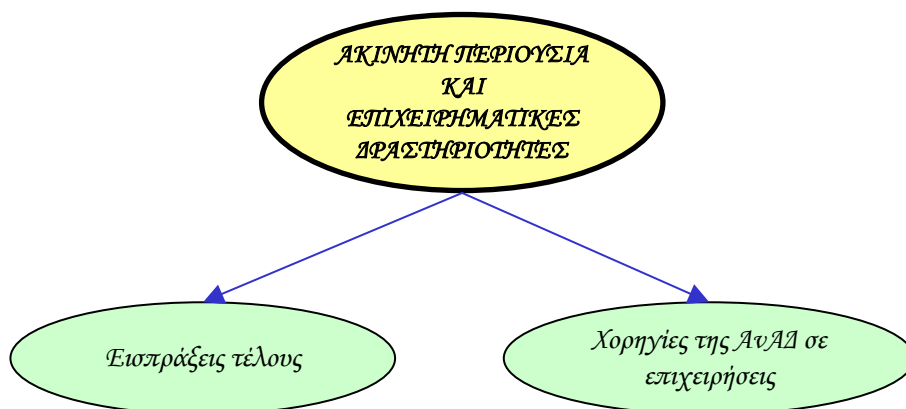 ΑΚΙΝΗΤΗ ΠΕΡΙΟΥΣΙΑ
ΚΑΙ
ΕΠΙΧΕΙΡΗΜΑΤΙΚΕΣ
ΔΡΑΣΤΗΡΙΟΤΗΤΕΣ
Εισπράξεις τέλους
Χορηγίες της ΑνΑΔ σε
επιχειρήσεις